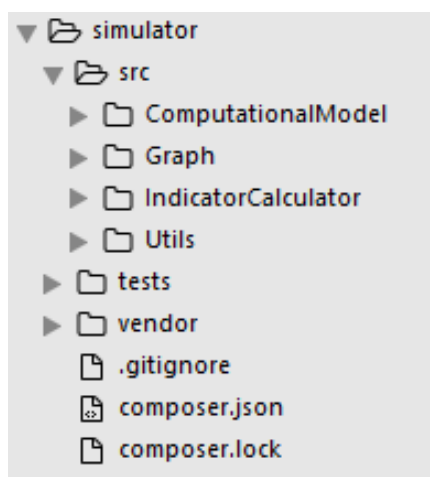 simulator
src
ComputationalModel
Graph
IndicatorCalculator
Utils
tests
vendor
.gitignore
composer.json
composer.lock